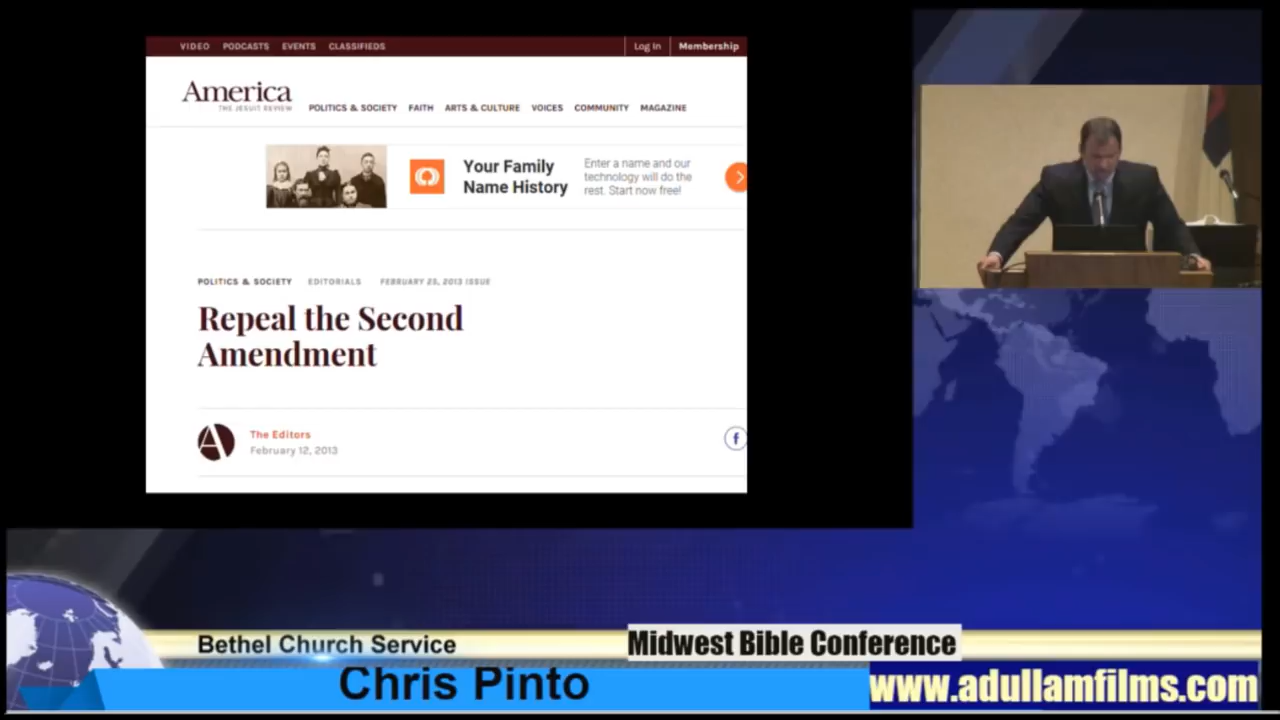 VIDEO PODCASTS EVENTS CLASSIFIEDS Log In Membership
America
THE JESUIT REVIEW
POLITICS & SOCIETY FAITH ARTS & CULTURE VOICES COMMUNITY MAGAZINE
Your Family
Name History
Enter a name and our
technology will do the
rest. Start now free!
POLITICS & SOCIETY EDITORIALS FEBRUARY 25, 2013 ISSUE
Repeal the Second
Amendment
The Editors
February 12, 2013
Bethel Church Service
Midwest Bible Conference
Chris Pinto
www.adullamfilms.com